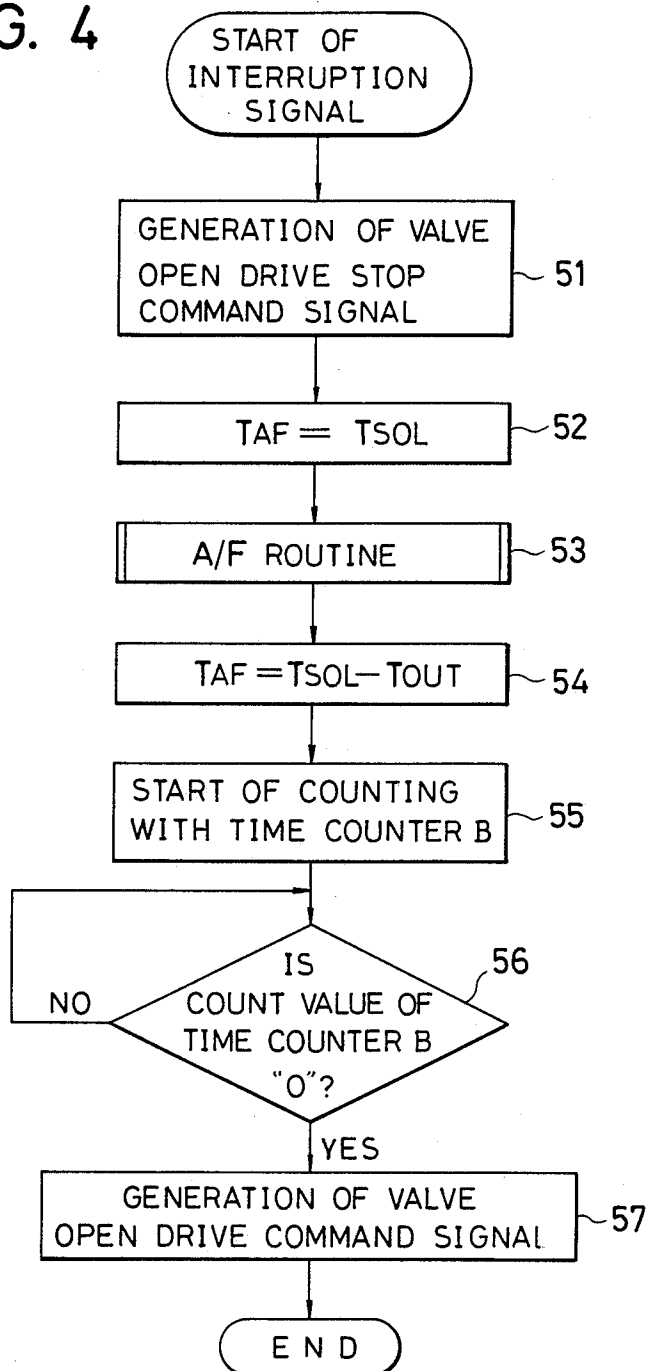 G. 4
START OF
INTERRUPTION
SIGNAL
GENERATION OF VALVE
OPEN DRIVE STOP
COMMAND SIGNAL
51
TAF = TSOL
52
A/F ROUTINE
53
TAF = TSOL - TOUT
54
START OF COUNTING
WITH TIME COUNTER B
55
IS
COUNT VALUE OF
TIME COUNTER B
"O"?
56
NO
YES
GENERATION OF VALVE
OPEN DRIVE COMMAND SIGNAL
57
END